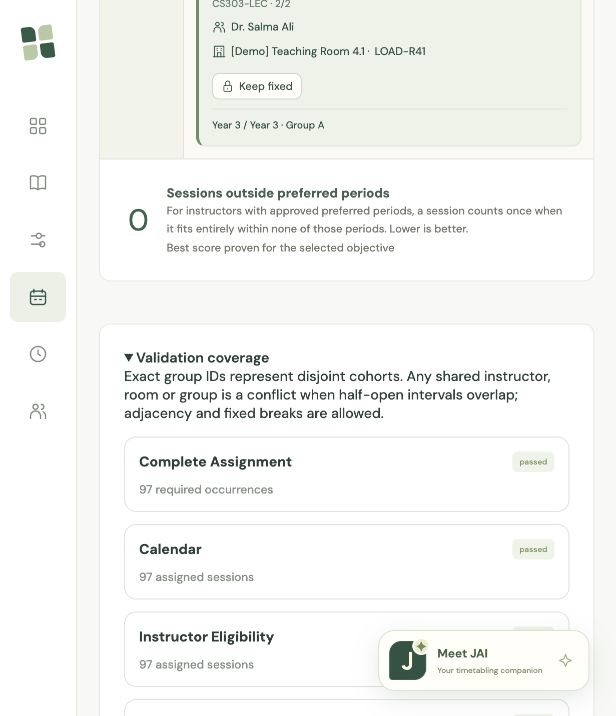 CS303-LEC · 2/2
Dr. Salma Ali
[Demo] Teaching Room 4.1 · LOAD-R41
Keep fixed
Year 3 / Year 3 · Group A
0
Sessions outside preferred periods
For instructors with approved preferred periods, a session counts once when
it fits entirely within none of those periods. Lower is better.
Best score proven for the selected objective
▼ Validation coverage
Exact group IDs represent disjoint cohorts. Any shared instructor,
room or group is a conflict when half-open intervals overlap;
adjacency and fixed breaks are allowed.
Complete Assignment
passed
97 required occurrences
Calendar
passed
97 assigned sessions
Instructor Eligibility
97 assigned sessions
J
Meet JAI
Your timetabling companion